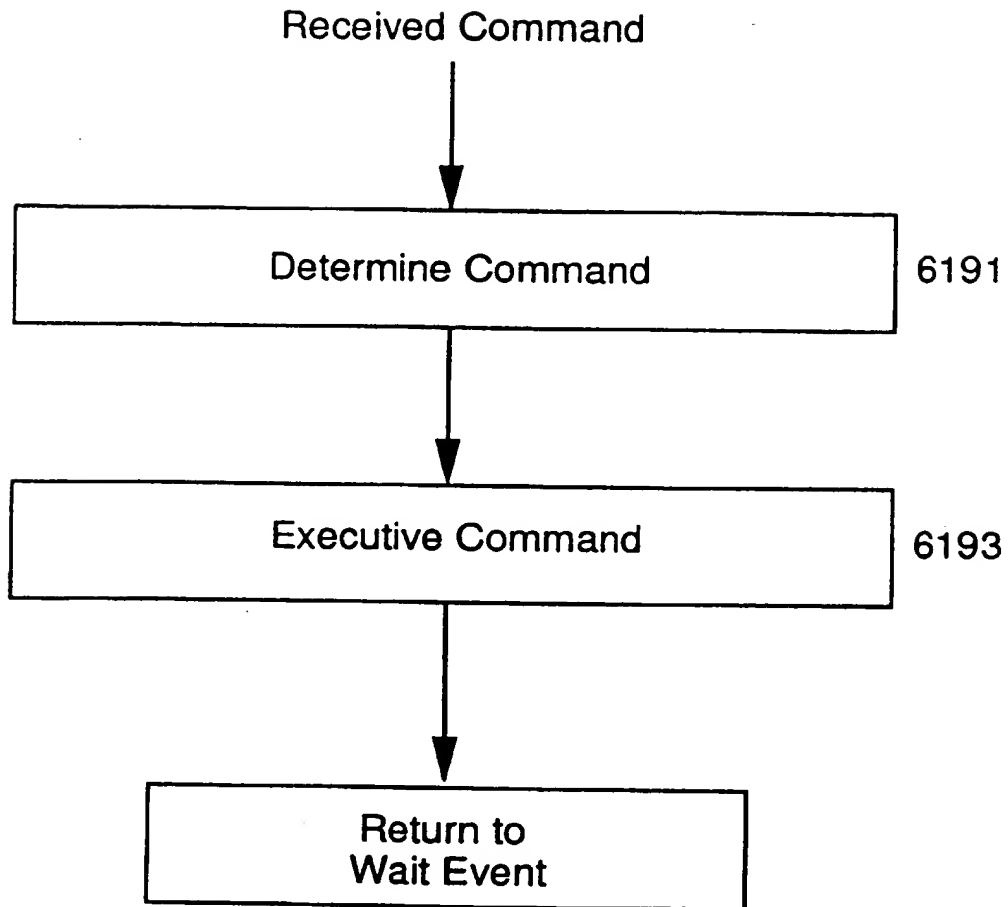 Received Command
Determine Command
6191
Executive Command
6193
Return to
Wait Event